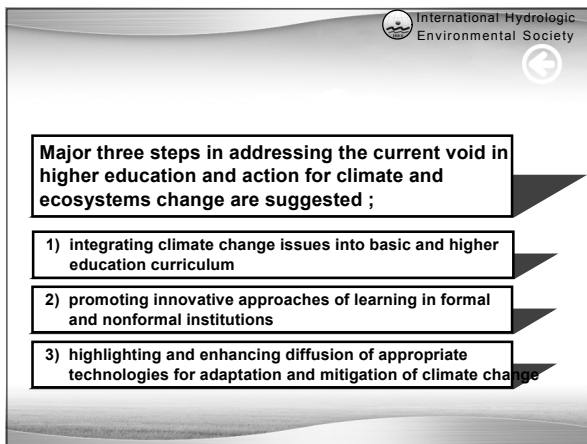 International Hydrologic
Environmental Society
Major three steps in addressing the current void in
higher education and action for climate and
ecosystems change are suggested ;
1) integrating climate change issues into basic and higher
education curriculum
2) promoting innovative approaches of learning in formal
and nonformal institutions
3) highlighting and enhancing diffusion of appropriate
technologies for adaptation and mitigation of climate change